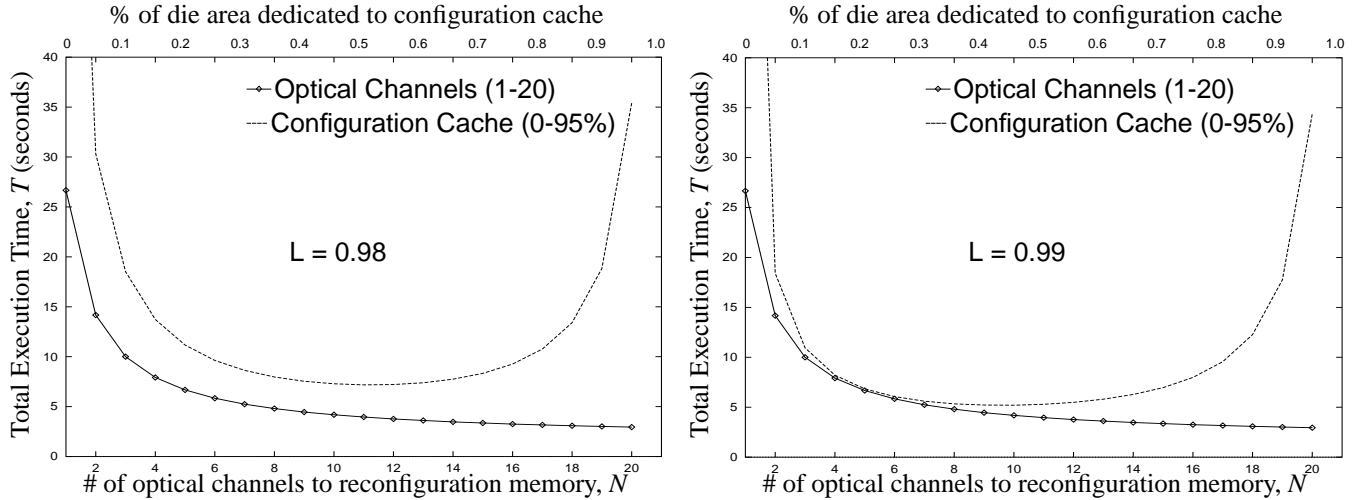 % of die area dedicated to configuration cache
0 0.1 0.2 0.3 0.4 0.5 0.6 0.7 0.8 0.9 1.0
40
35
30
25
20
15
10
5
0
Total Execution Time, T (seconds)
Optical Channels (1-20)
Configuration Cache (0-95%)
L = 0.98
2 4 6 8 10 12 14 16 18 20
# of optical channels to reconfiguration memory, N
% of die area dedicated to configuration cache
0 0.1 0.2 0.3 0.4 0.5 0.6 0.7 0.8 0.9 1.0
40
35
30
25
20
15
10
5
0
Total Execution Time, T (seconds)
Optical Channels (1-20)
Configuration Cache (0-95%)
L = 0.99
2 4 6 8 10 12 14 16 18 20
# of optical channels to reconfiguration memory, N